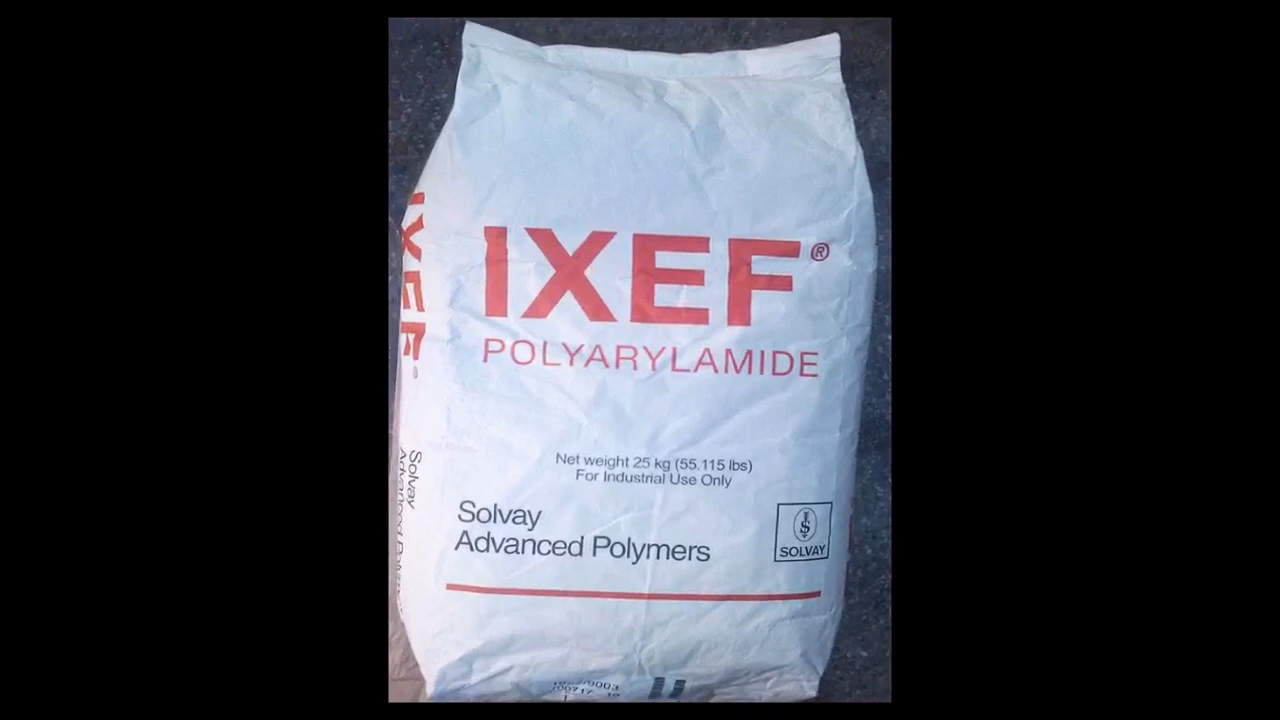 IXEF®
POLYARYLAMIDE
Net weight 25 kg (55.115 lbs)
For Industrial Use Only
Solvay
Advanced Polymers
SOLVAY
IXEF®
Solvay
Advanced